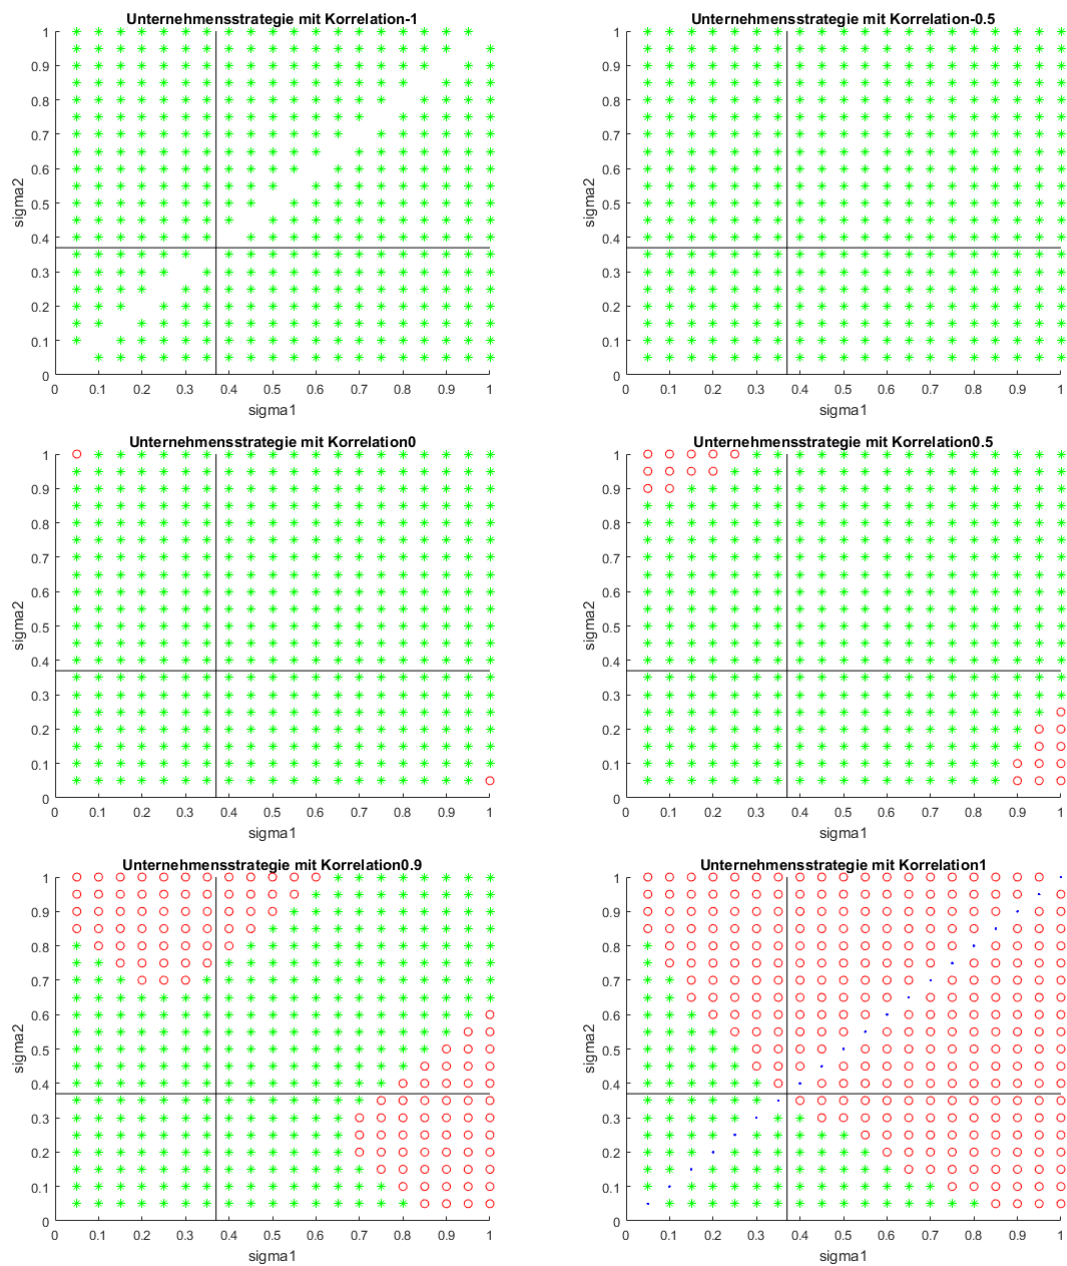 Unternehmensstrategie mit Korrelation-1
1
0.9
0.8
0.7
0.6
0.5
0.4
0.3
0.2
0.1
0
sigma2
0 0.1 0.2 0.3 0.4 0.5 0.6 0.7 0.8 0.9 1
sigma1
Unternehmensstrategie mit Korrelation-0.5
1
0.9
0.8
0.7
0.6
0.5
0.4
0.3
0.2
0.1
0
sigma2
0 0.1 0.2 0.3 0.4 0.5 0.6 0.7 0.8 0.9 1
sigma1
Unternehmensstrategie mit Korrelation0
1
0.9
0.8
0.7
0.6
0.5
0.4
0.3
0.2
0.1
0
sigma2
0 0.1 0.2 0.3 0.4 0.5 0.6 0.7 0.8 0.9 1
sigma1
Unternehmensstrategie mit Korrelation0.5
1
0.9
0.8
0.7
0.6
0.5
0.4
0.3
0.2
0.1
0
sigma2
0 0.1 0.2 0.3 0.4 0.5 0.6 0.7 0.8 0.9 1
sigma1
Unternehmensstrategie mit Korrelation0.9
1
0.9
0.8
0.7
0.6
0.5
0.4
0.3
0.2
0.1
0
sigma2
0 0.1 0.2 0.3 0.4 0.5 0.6 0.7 0.8 0.9 1
sigma1
Unternehmensstrategie mit Korrelation1
1
0.9
0.8
0.7
0.6
0.5
0.4
0.3
0.2
0.1
0
sigma2
0 0.1 0.2 0.3 0.4 0.5 0.6 0.7 0.8 0.9 1
sigma1